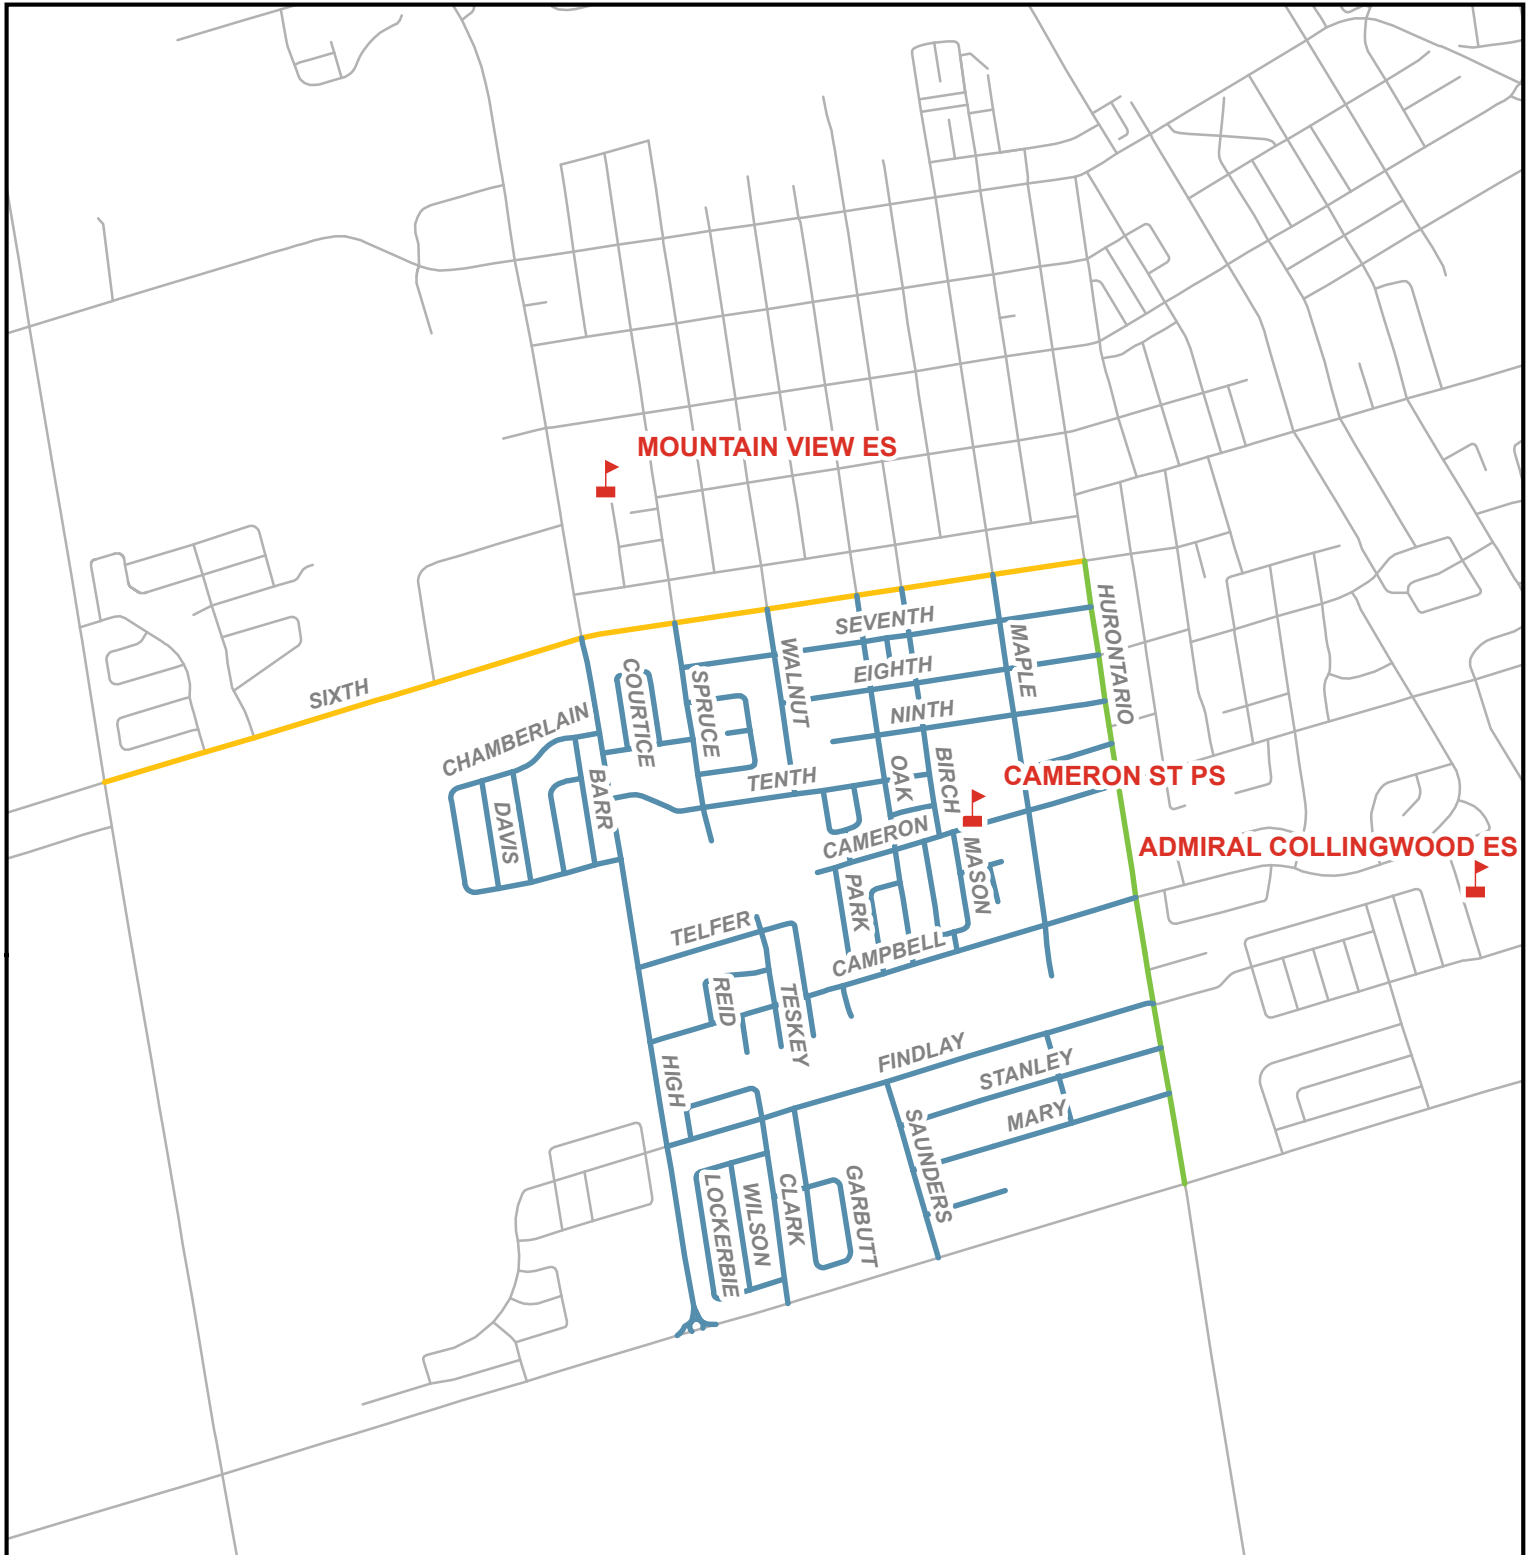 MOUNTAIN VIEW ES
HURONTARIO
SEVENTH
MAPLE
WALNUT
EIGHTH
COURTICE
SPRUCE
SIXTH
NINTH
CHAMBERLAIN
BIRCH
OAK
TENTH
CAMERON ST PS
BARR
DAVIS
CAMERON
MASON
ADMIRAL COLLINGWOOD ES
PARK
TELFER
CAMPBELL
REID
TESKEY
FINDLAY
HIGH
STANLEY
MARY
SAUNDERS
LOCKERBIE
WILSON
CLARK
GARBUTT